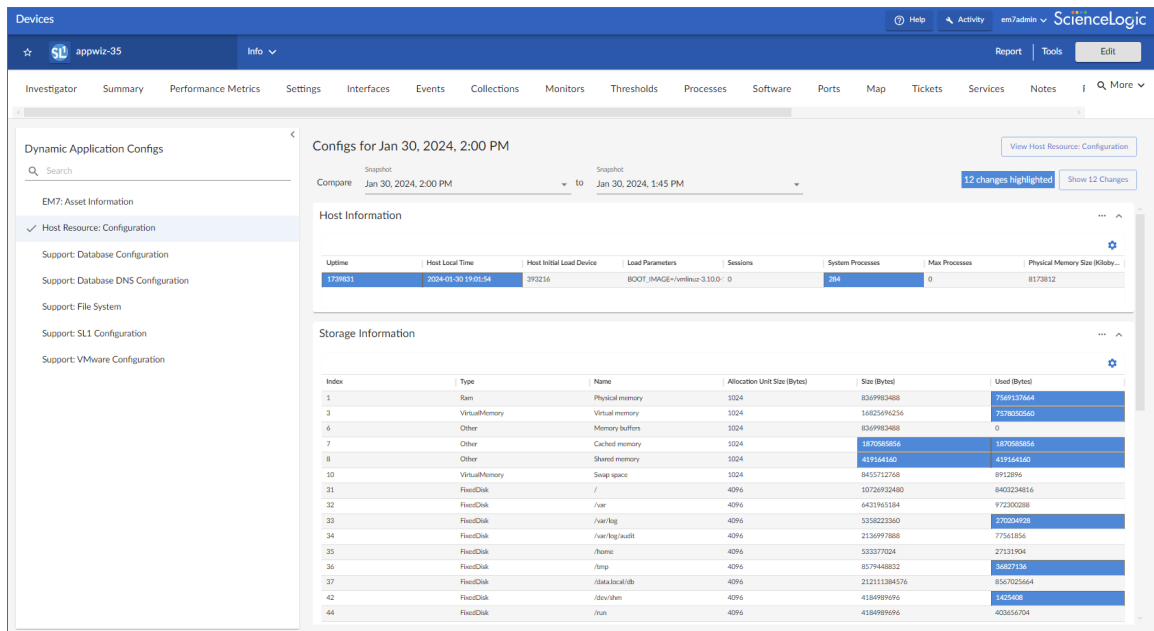 Devices
Help
Activity
em7admin
ScienceLogic
SL1
appwiz-35
Info
Report
Tools
Edit
Investigator Summary Performance Metrics Settings Interfaces Events Collections Monitors Thresholds Processes Software Ports Map Tickets Services Notes
More
Dynamic Application Configs
Search
EM7: Asset Information
Host Resource: Configuration
Support: Database Configuration
Support: Database DNS Configuration
Support: File System
Support: SL1 Configuration
Support: VMware Configuration
Configs for Jan 30, 2024, 2:00 PM
View Host Resource: Configuration
Compare
Snapshot
Jan 30, 2024, 2:00 PM
to
Snapshot
Jan 30, 2024, 1:45 PM
12 changes highlighted
Show 12 Changes
Host Information
Uptime Host Local Time Host Initial Load Device Load Parameters Sessions System Processes Max Processes Physical Memory Size (Kiloby...
1739831 2024-01-30 19:01:54 393216 BOOT_IMAGE=/vmlinuz-3.10.0- 0 284 0 8173812
Storage Information
Index Type Name Allocation Unit Size (Bytes) Size (Bytes) Used (Bytes)
1 Ram Physical memory 1024 8369983488 7569137664
3 VirtualMemory Virtual memory 1024 16825696256 7578050560
6 Other Memory buffers 1024 8369983488 0
7 Other Cached memory 1024 1870585856 1870585856
8 Other Shared memory 1024 419164160 419164160
10 VirtualMemory Swap space 1024 8455712768 8912896
31 FixedDisk / 4096 10726932480 8403234816
32 FixedDisk /var 4096 6431965184 972300288
33 FixedDisk /var/log 4096 5358223360 270204928
34 FixedDisk /var/log/audit 4096 2136997888 77561856
35 FixedDisk /home 4096 533377024 27131904
36 FixedDisk /tmp 4096 8579448832 36827136
37 FixedDisk /data.local/db 4096 212111384576 8567025664
42 FixedDisk /dev/shm 4096 4184989696 1425408
44 FixedDisk /run 4096 4184989696 403656704